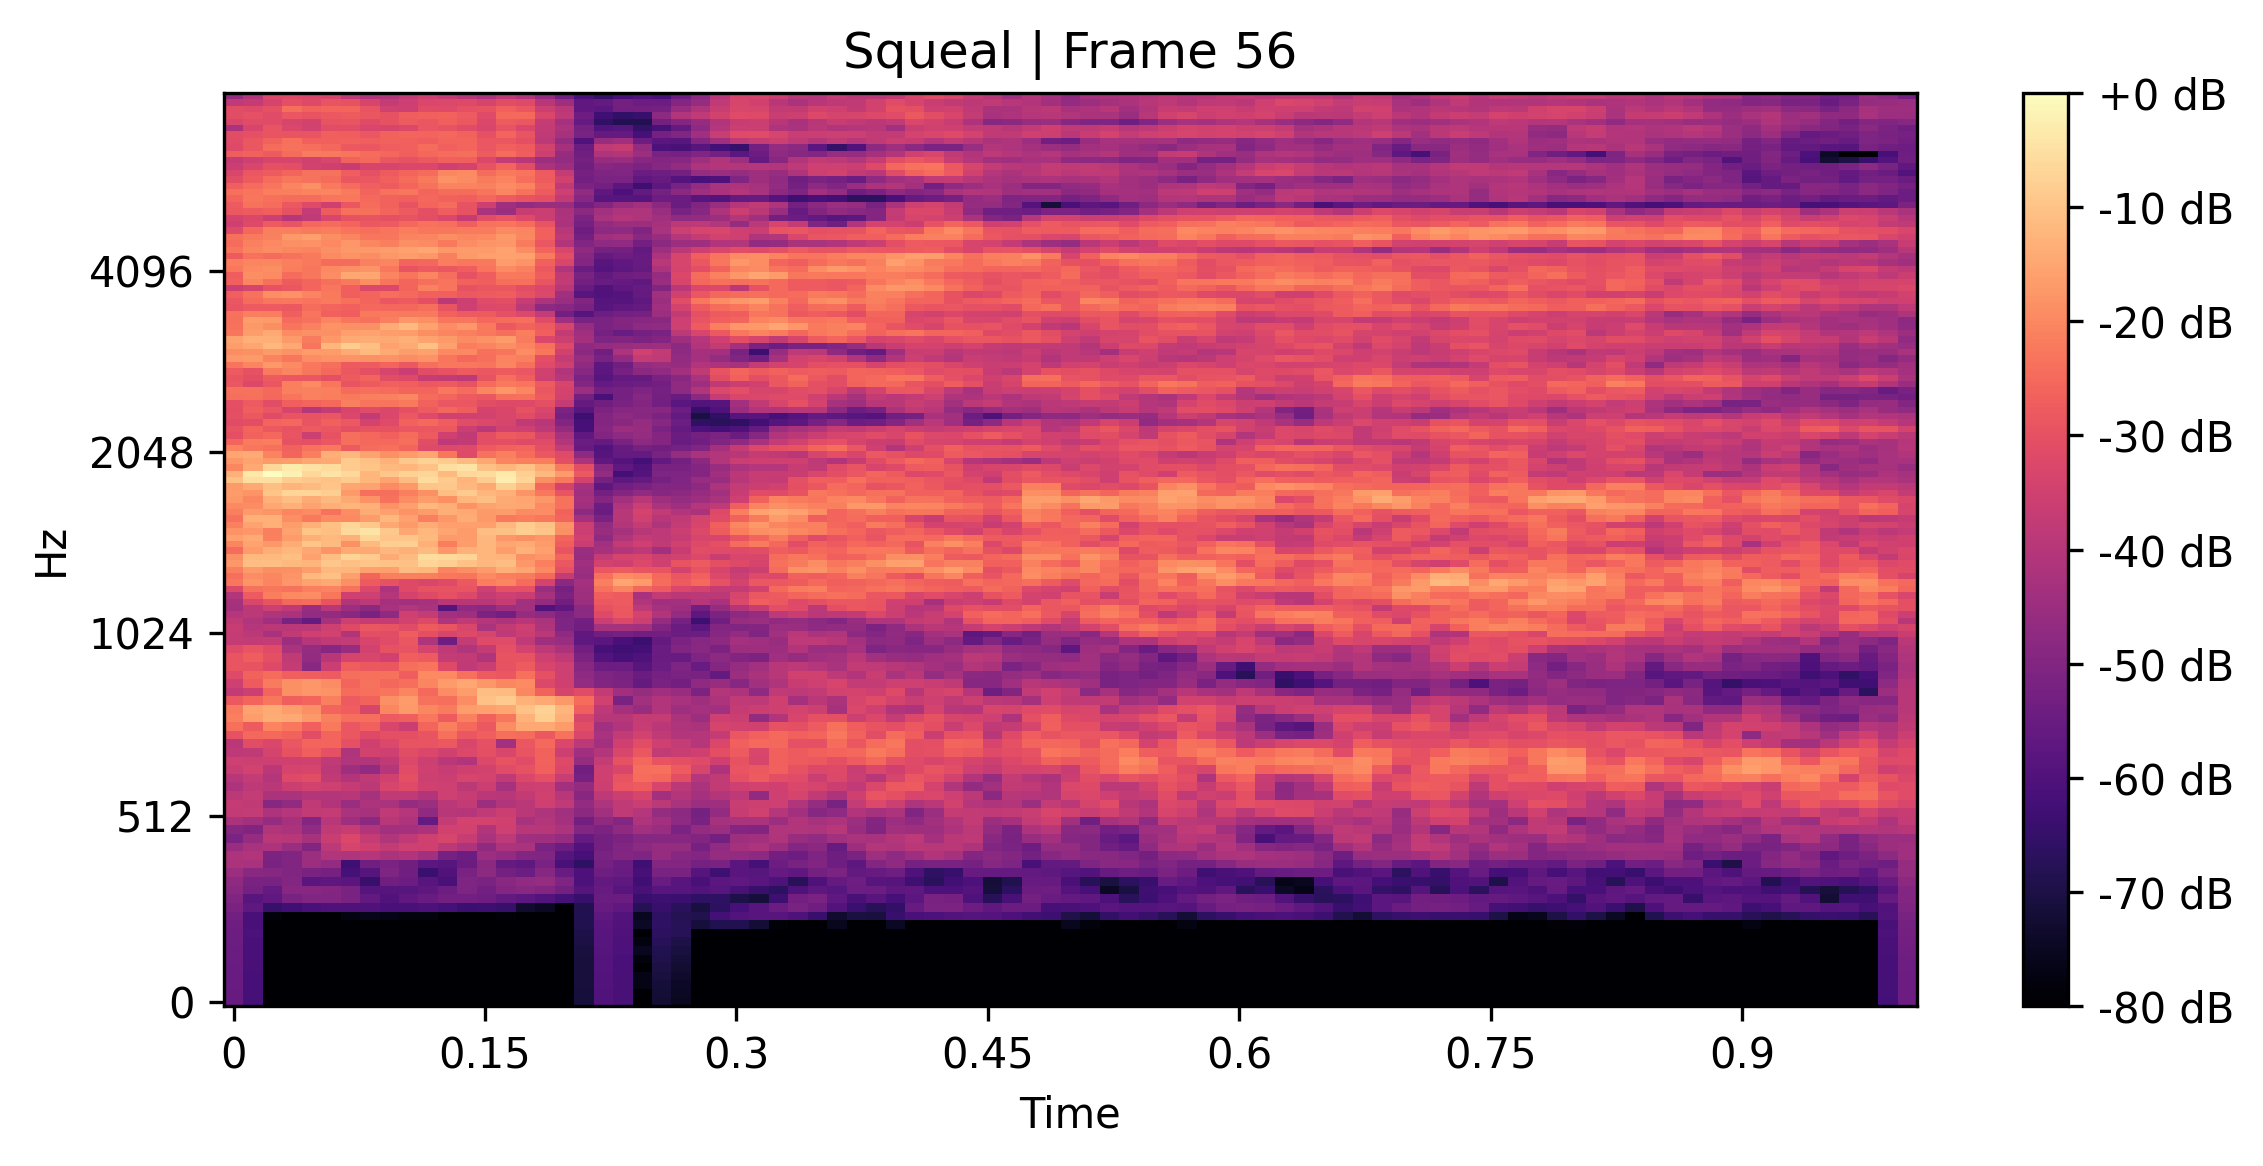 Squeal | Frame 56
Hz
4096
2048
1024
512
0
0
0.15
0.3
0.45
0.6
0.75
0.9
Time
+0 dB
-10 dB
-20 dB
-30 dB
-40 dB
-50 dB
-60 dB
-70 dB
-80 dB